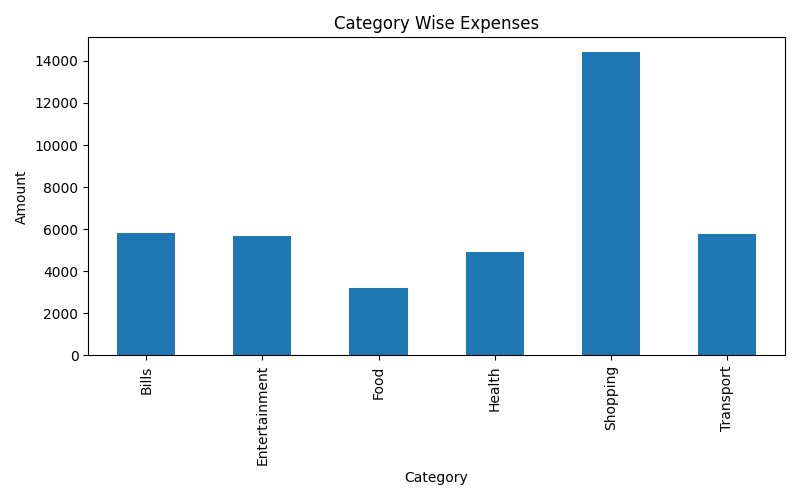 Category Wise Expenses
14000
12000
10000
8000
6000
4000
2000
0
Amount
Bills
Entertainment
Food
Health
Shopping
Transport
Category